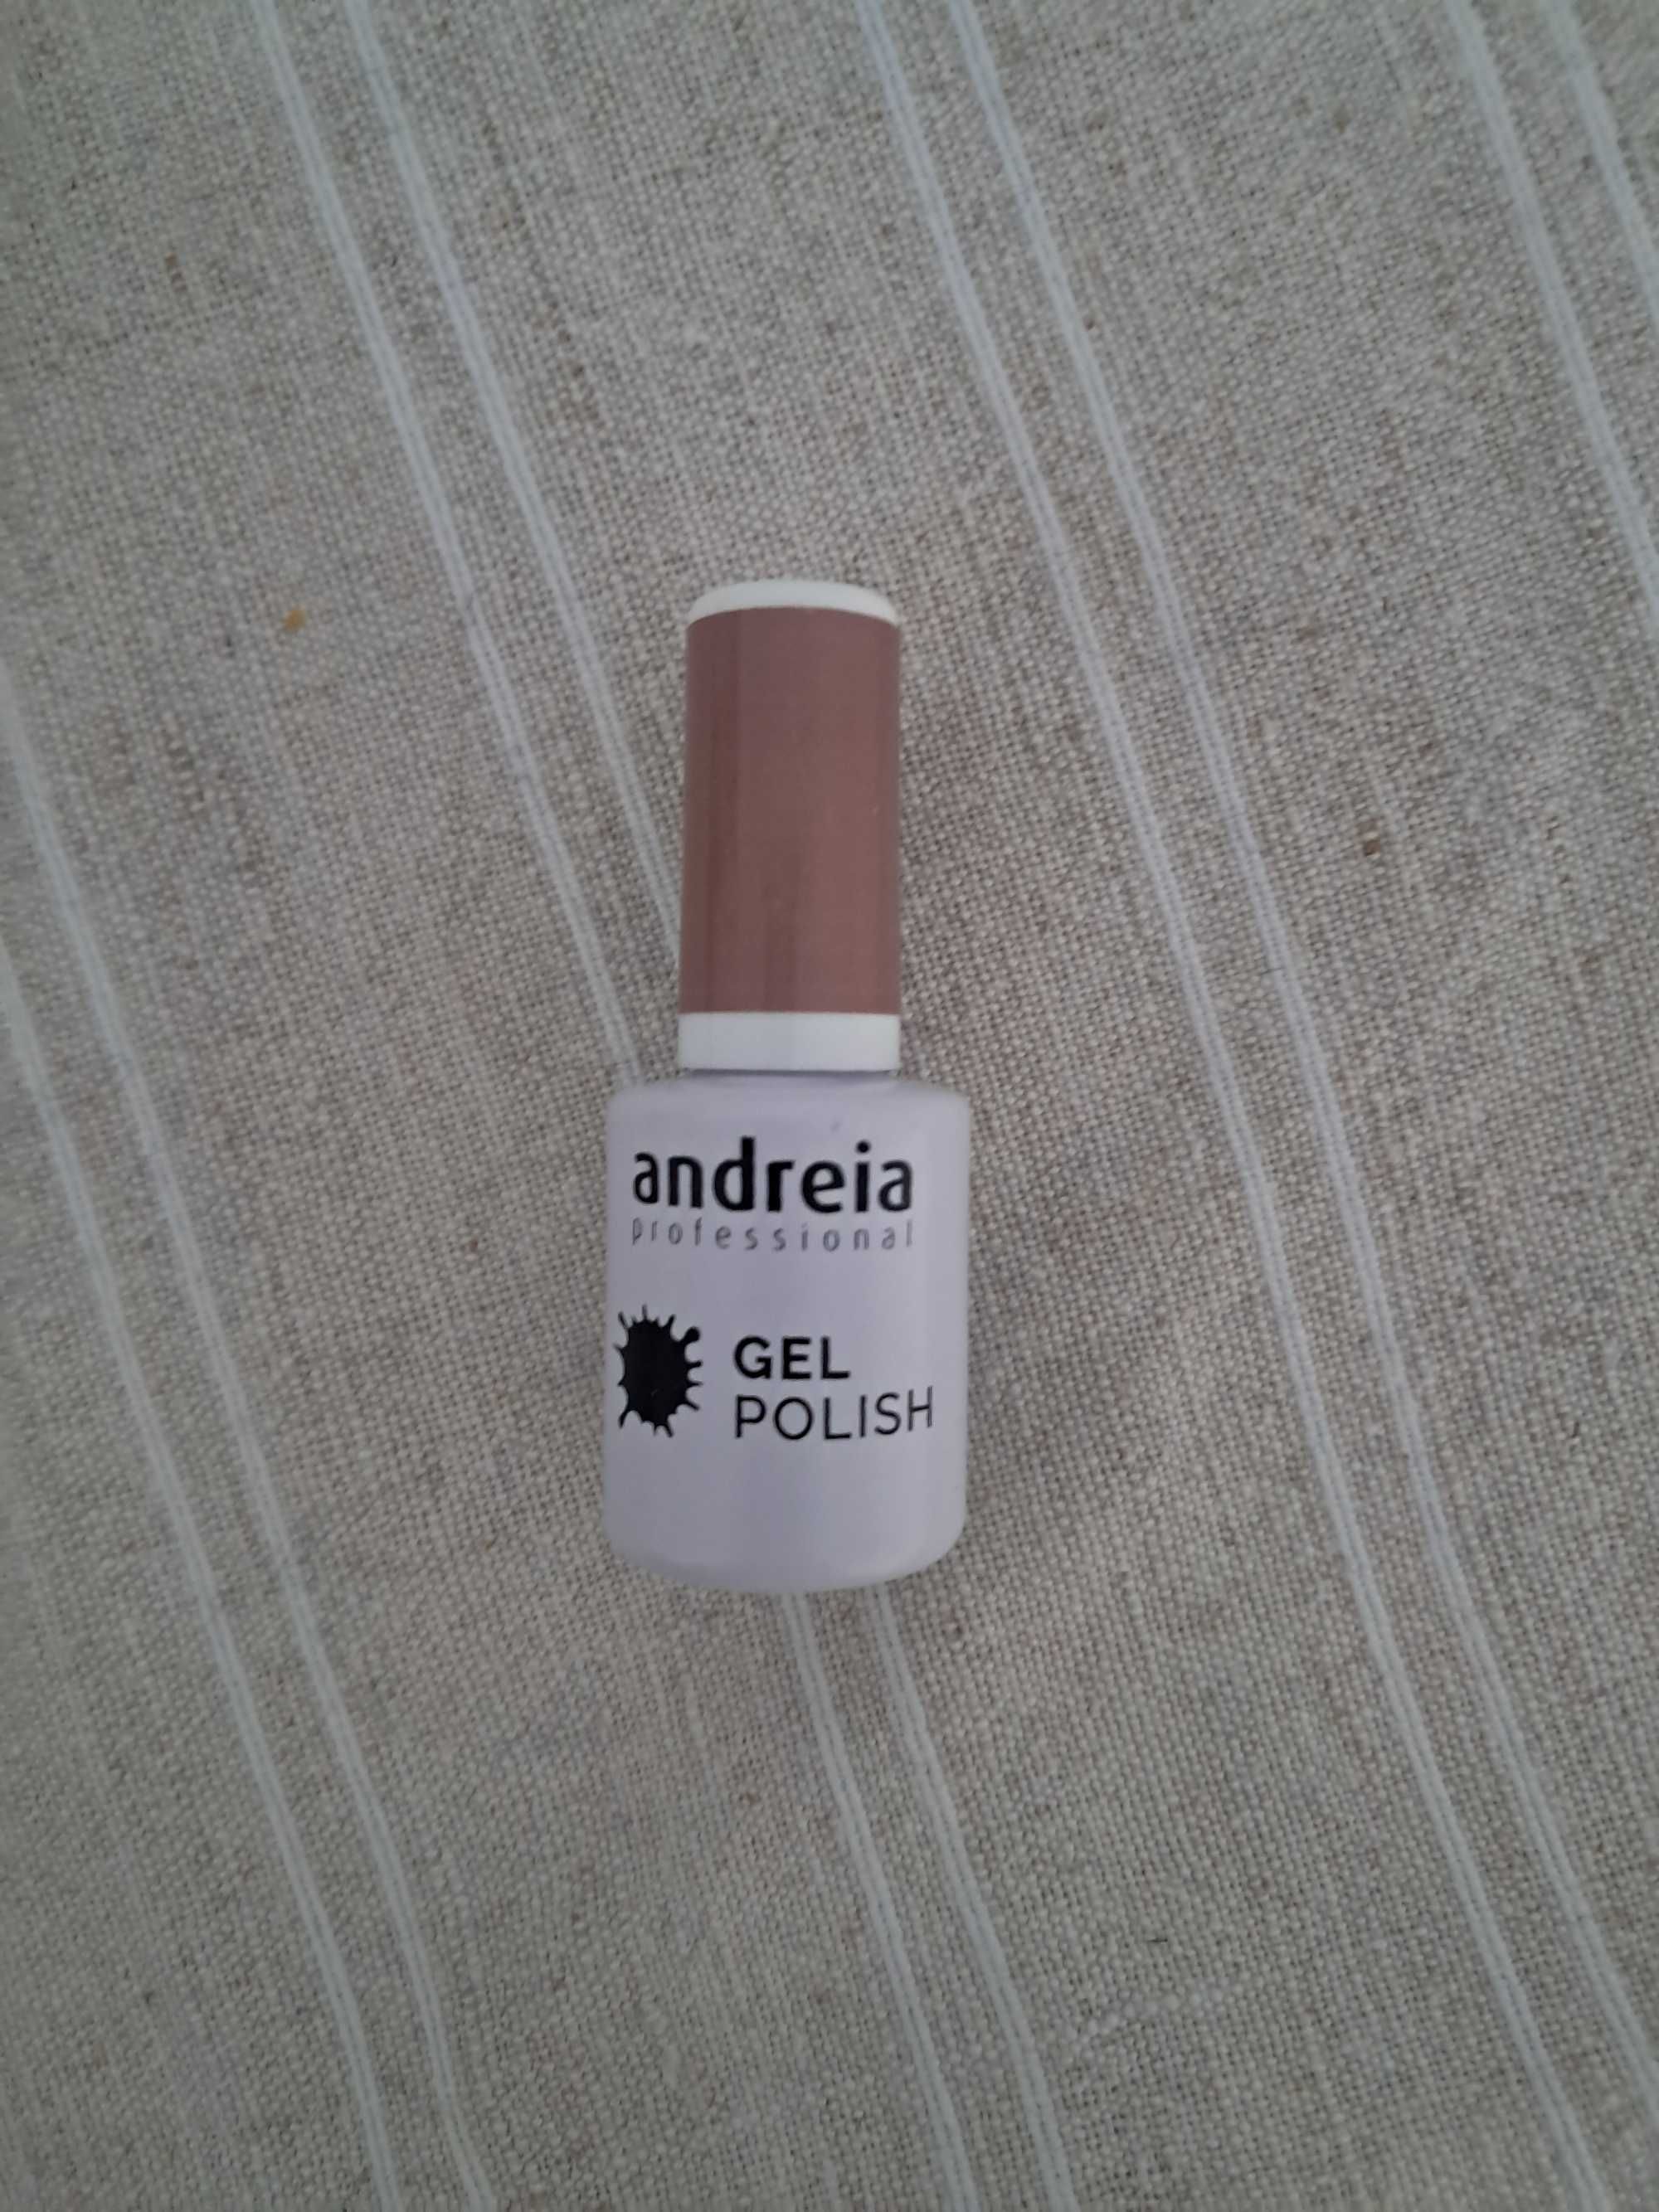 andreia
professional
GEL
POLISH